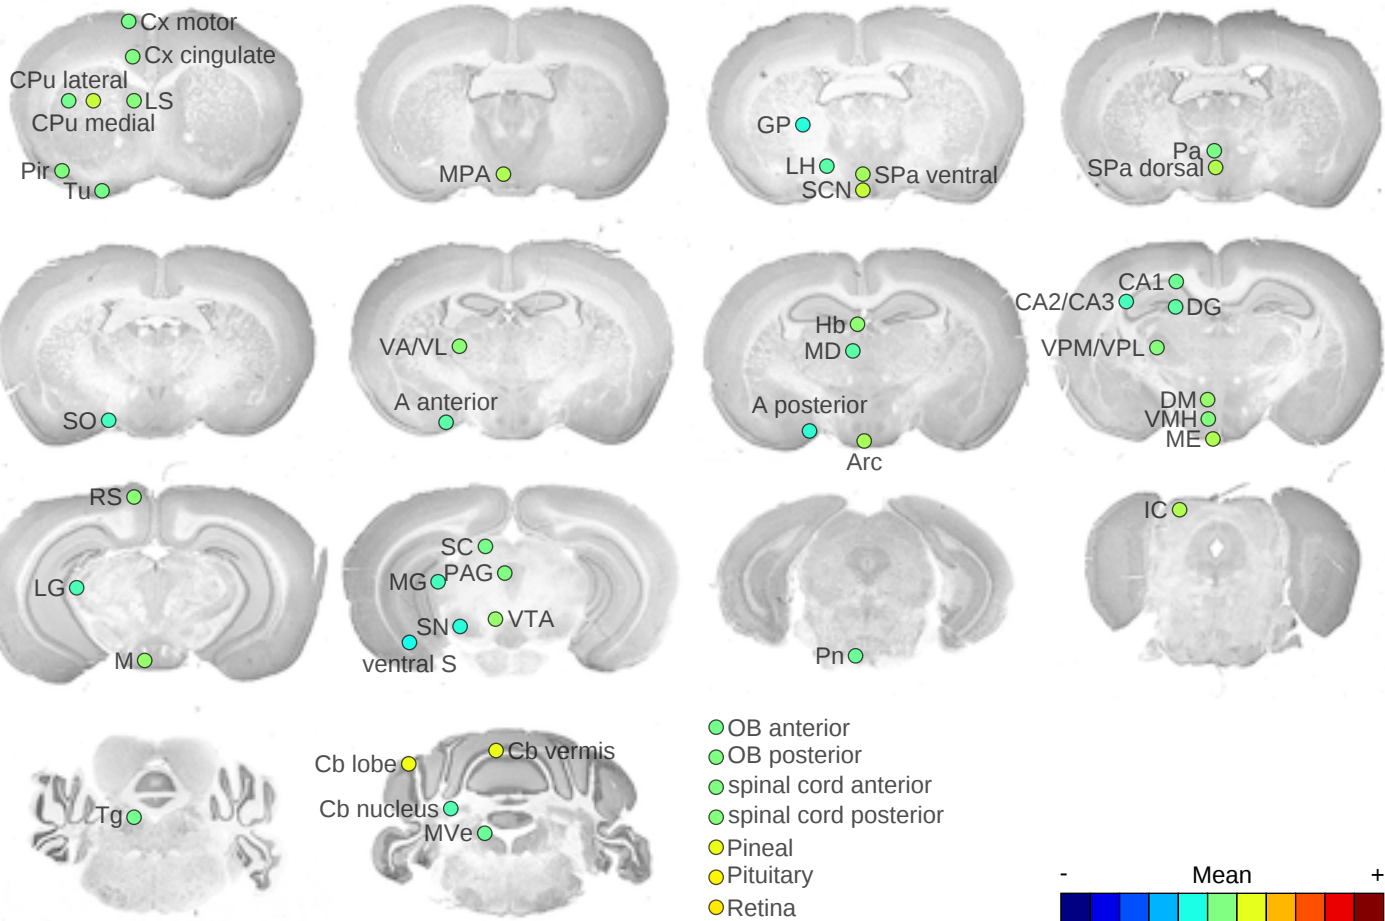 Cx motor
Cx cingulate
CPu lateral
LS
CPu medial
Pir
Tu
MPA
GP
LH
SPa ventral
SCN
Pa
SPa dorsal
SO
VA/VL
A anterior
Hb
MD
A posterior
Arc
CA1
CA2/CA3
DG
VPM/VPL
DM
VMH
ME
RS
LG
M
SC
MG
PAG
SN
VTA
ventral S
Pn
IC
Tg
Cb lobe
Cb vermis
Cb nucleus
MVe
OB anterior
OB posterior
spinal cord anterior
spinal cord posterior
Pineal
Pituitary
Retina
- Mean +